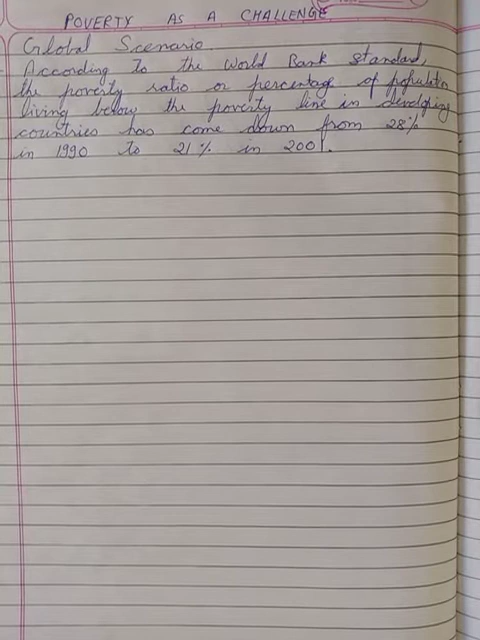 POVERTY AS A CHALLENGE
Global Scenario
According to the World Bank standard,
the poverty ratio or percentage of population
living below the poverty line in developing
countries has come down from 28%
in 1990 to 21% in 2001.